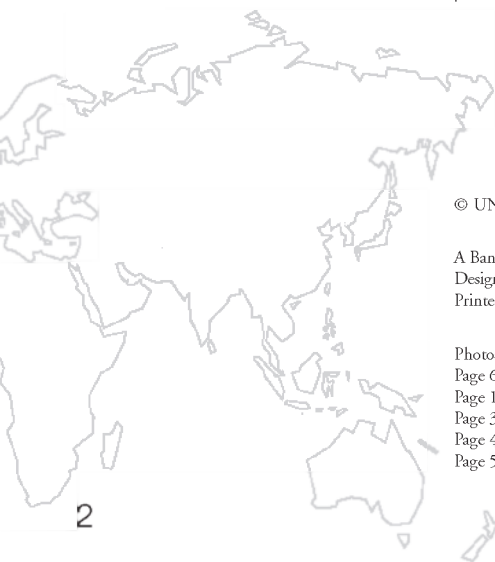 © UN
A Ban
Design
Printe
Photo
Page 6
Page 1
Page 3
Page 4
Page 5
2